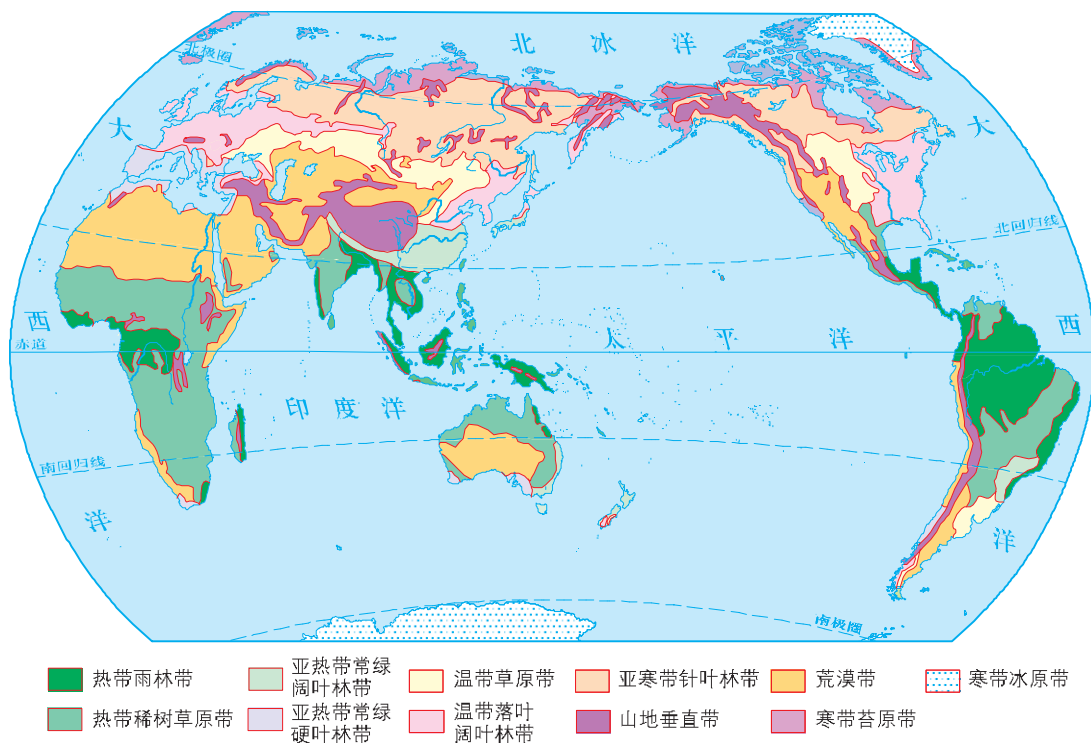 北冰洋
北极圈
大
大
北回归线
西
太平洋
西
赤道
印度洋
南回归线
洋
洋
南极圈
热带雨林带
亚热带常绿
阔叶林带
温带草原带
亚寒带针叶林带
荒漠带
寒带冰原带
热带稀树草原带
亚热带常绿
硬叶林带
温带落叶
阔叶林带
山地垂直带
寒带苔原带